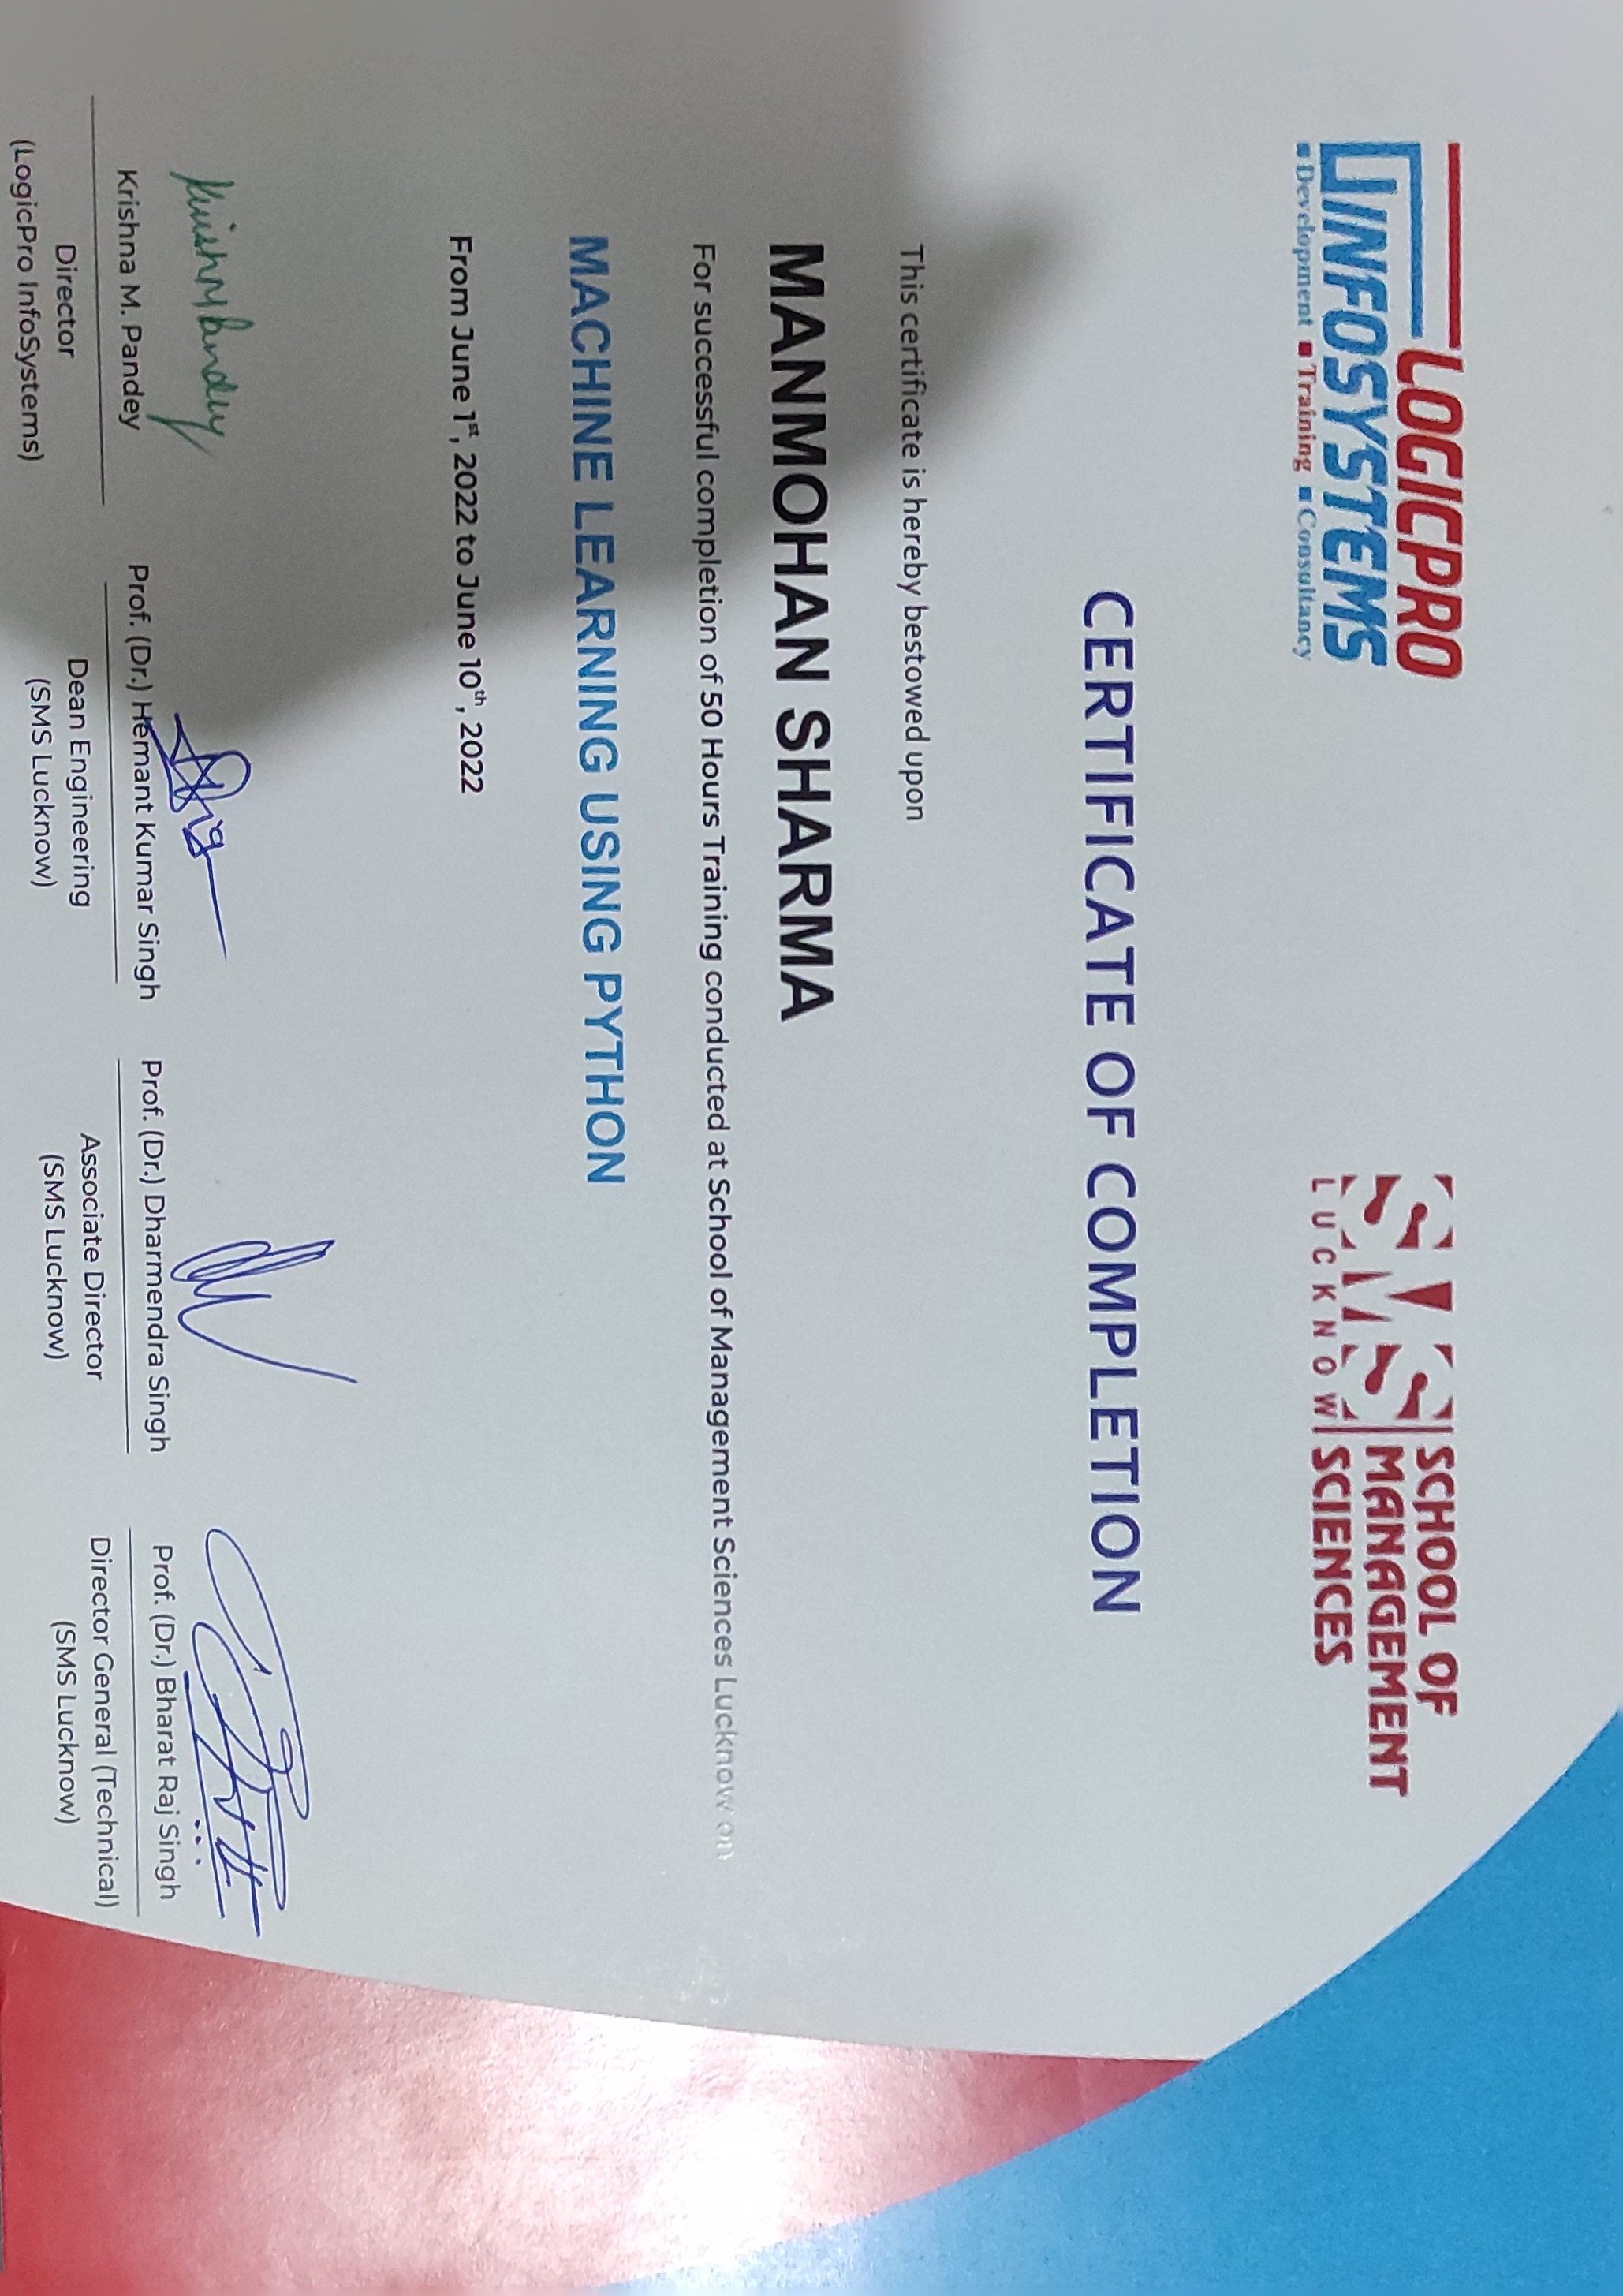 LOGICPRO
INFOSYSTEMS
Development Training Consultancy
SMS
LUCKNOW
SCHOOL OF
MANAGEMENT
SCIENCES
CERTIFICATE OF COMPLETION
This certificate is hereby bestowed upon
MANMOHAN SHARMA
For successful completion of 50 Hours Training conducted at School of Management Sciences Lucknow on
MACHINE LEARNING USING PYTHON
From June 1st, 2022 to June 10th, 2022
Krishna M. Pandey
Director
(LogicPro InfoSystems)
Prof. (Dr.) Hemant Kumar Singh
Dean Engineering
(SMS Lucknow)
Prof. (Dr.) Dharmendra Singh
Associate Director
(SMS Lucknow)
Prof. (Dr.) Bharat Raj Singh
Director General (Technical)
(SMS Lucknow)